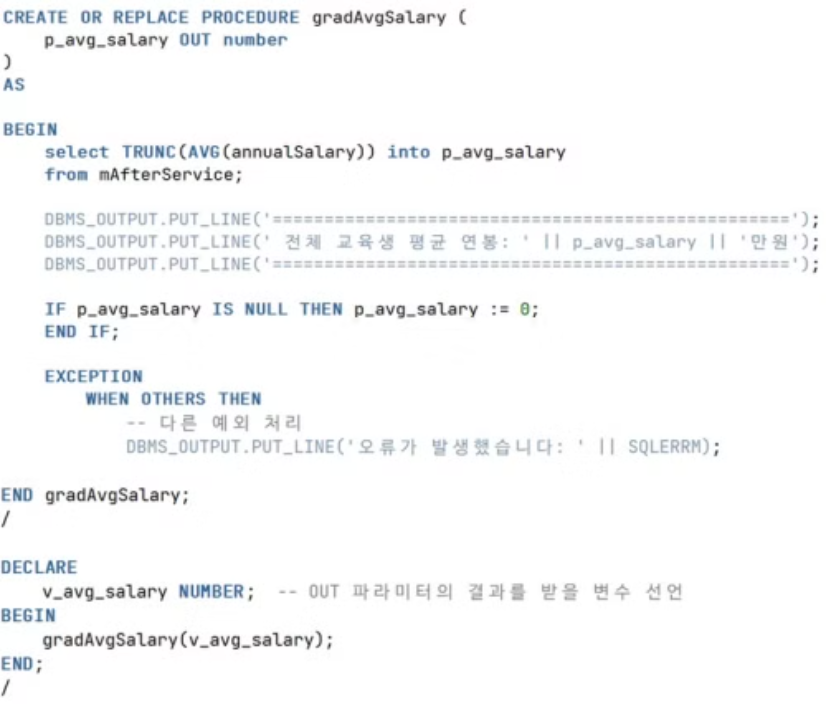 CREATE OR REPLACE PROCEDURE gradAvgSalary (
    p_avg_salary OUT number
)
AS
BEGIN
    select TRUNC(AVG(annualSalary)) into p_avg_salary
    from mAfterService;
    DBMS_OUTPUT.PUT_LINE('==================================================');
    DBMS_OUTPUT.PUT_LINE(' 전체 교육생 평균 연봉: ' || p_avg_salary || '만원');
    DBMS_OUTPUT.PUT_LINE('==================================================');
    IF p_avg_salary IS NULL THEN p_avg_salary := 0;
    END IF;
    EXCEPTION
        WHEN OTHERS THEN
            -- 다른 예외 처리
            DBMS_OUTPUT.PUT_LINE('오류가 발생했습니다: ' || SQLERRM);
END gradAvgSalary;
/
DECLARE
    v_avg_salary NUMBER;  -- OUT 파라미터의 결과를 받을 변수 선언
BEGIN
    gradAvgSalary(v_avg_salary);
END;
/